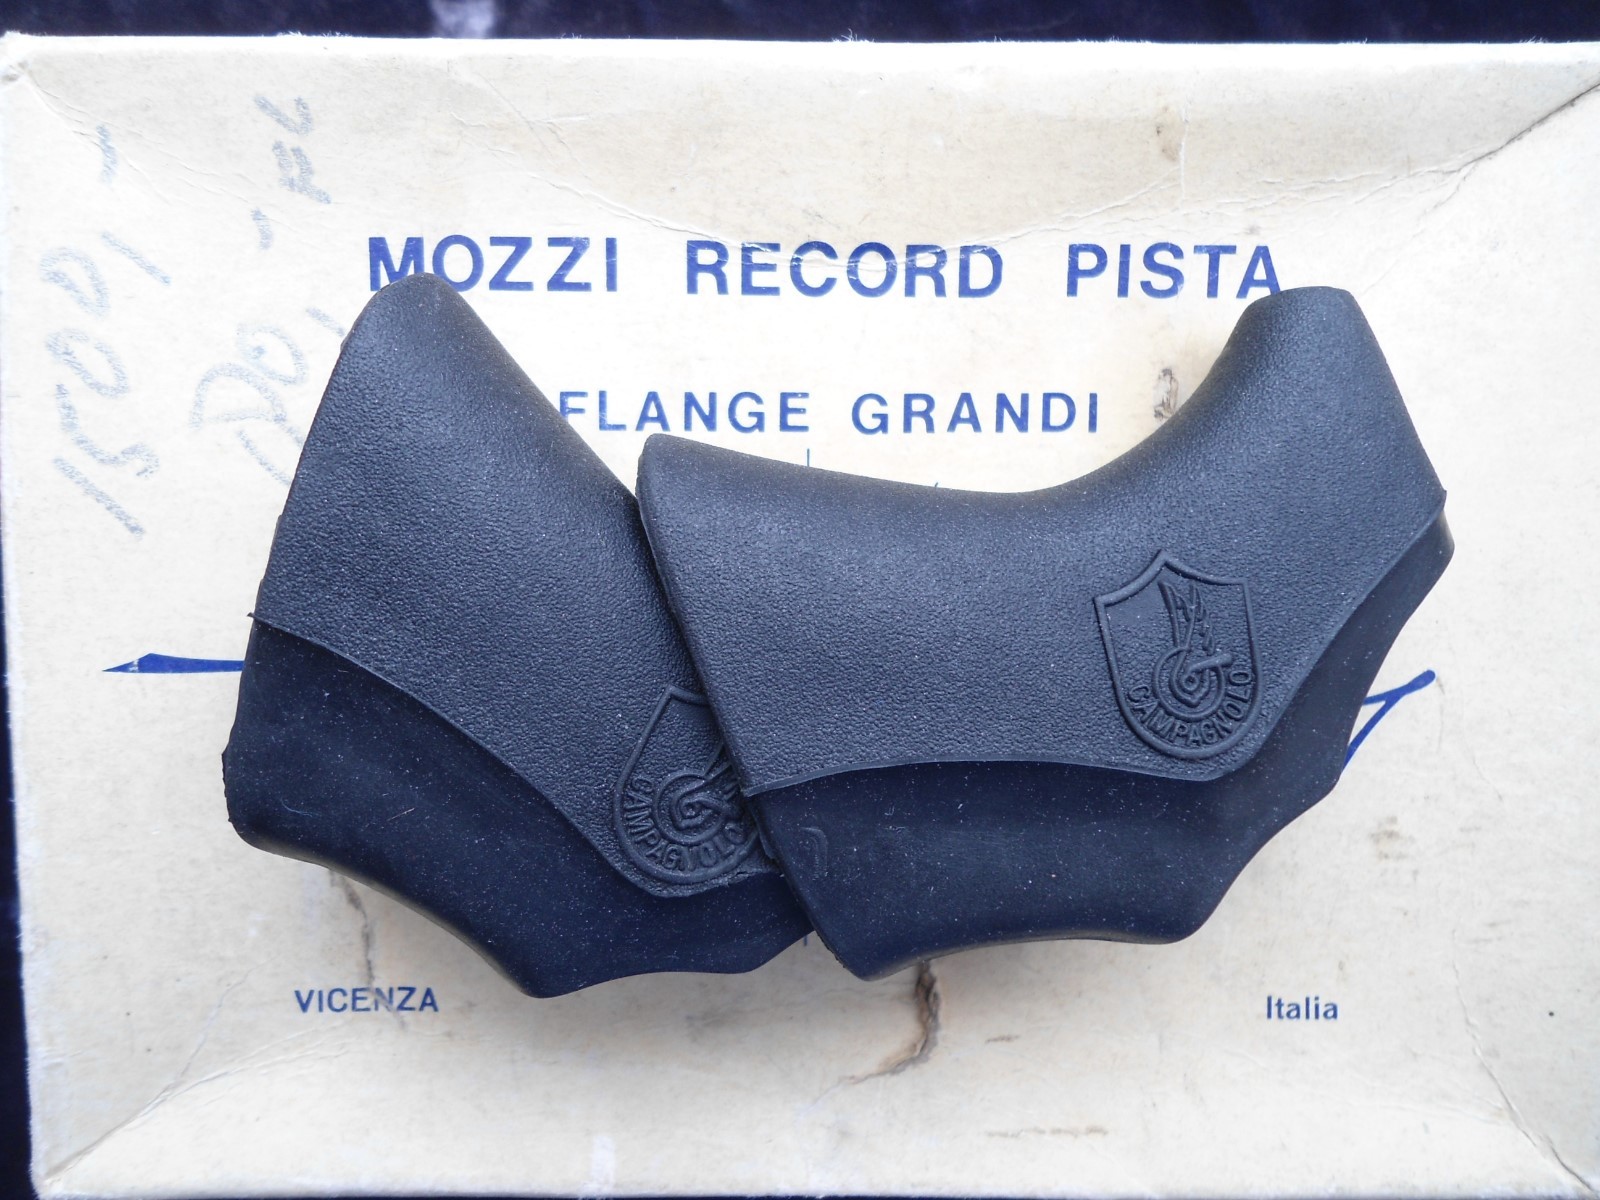 MOZZI RECORD PISTA
FLANGE GRANDI
CAMPAGNOLO
CAMPAGNOLO
VICENZA
Italia